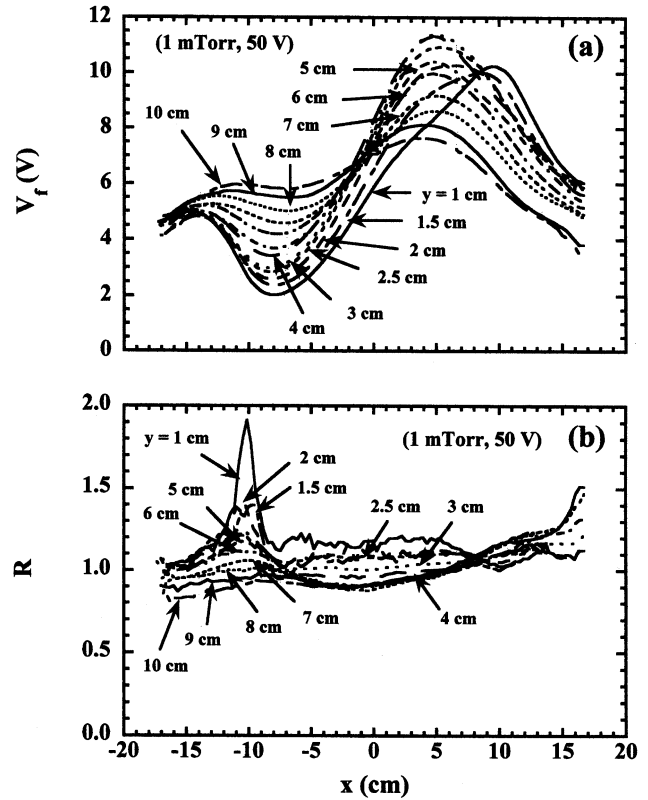 12
(1 mTorr, 50 V)
(a)
10
5 cm
6 cm
10 cm
7 cm
8
9 cm
8 cm
V_f (V)
6
y = 1 cm
1.5 cm
4
2 cm
2.5 cm
2
3 cm
4 cm
0
2.0
y = 1 cm
(1 mTorr, 50 V)
(b)
2 cm
1.5
5 cm
1.5 cm
6 cm
2.5 cm
3 cm
R
1.0
4 cm
7 cm
8 cm
9 cm
10 cm
0.5
0.0
-20 -15 -10 -5 0 5 10 15 20
x (cm)